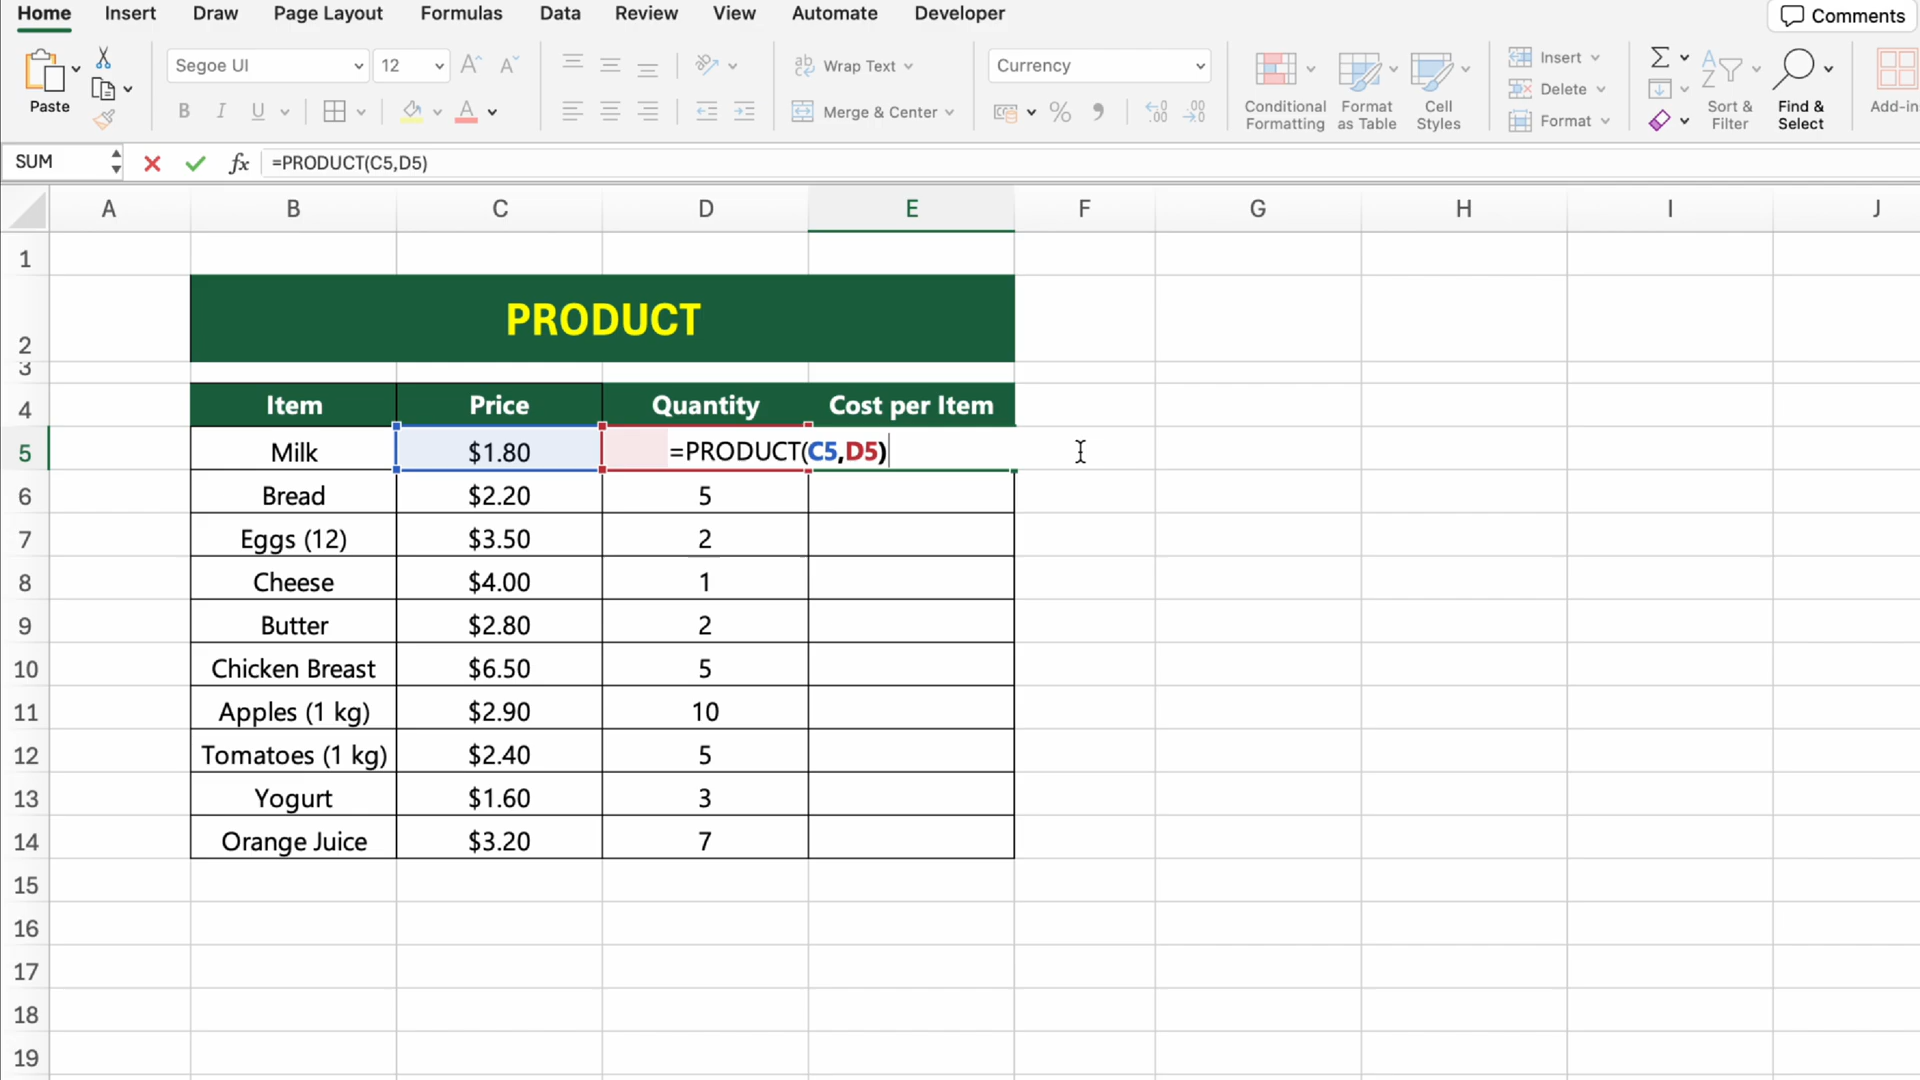 Home Insert Draw Page Layout Formulas Data Review View Automate Developer Comments
Paste Segoe UI 12 A A Wrap Text Currency Conditional Formatting Format as Table Cell Styles Insert Sort & Filter Find & Select Add-in
B I U A Merge & Center % Delete
Format
SUM fx =PRODUCT(C5,D5)
A B C D E F G H I J
1
2 PRODUCT
3
4 Item Price Quantity Cost per Item
5 Milk $1.80 =PRODUCT(C5,D5)
6 Bread $2.20 5
7 Eggs (12) $3.50 2
8 Cheese $4.00 1
9 Butter $2.80 2
10 Chicken Breast $6.50 5
11 Apples (1 kg) $2.90 10
12 Tomatoes (1 kg) $2.40 5
13 Yogurt $1.60 3
14 Orange Juice $3.20 7
15
16
17
18
19